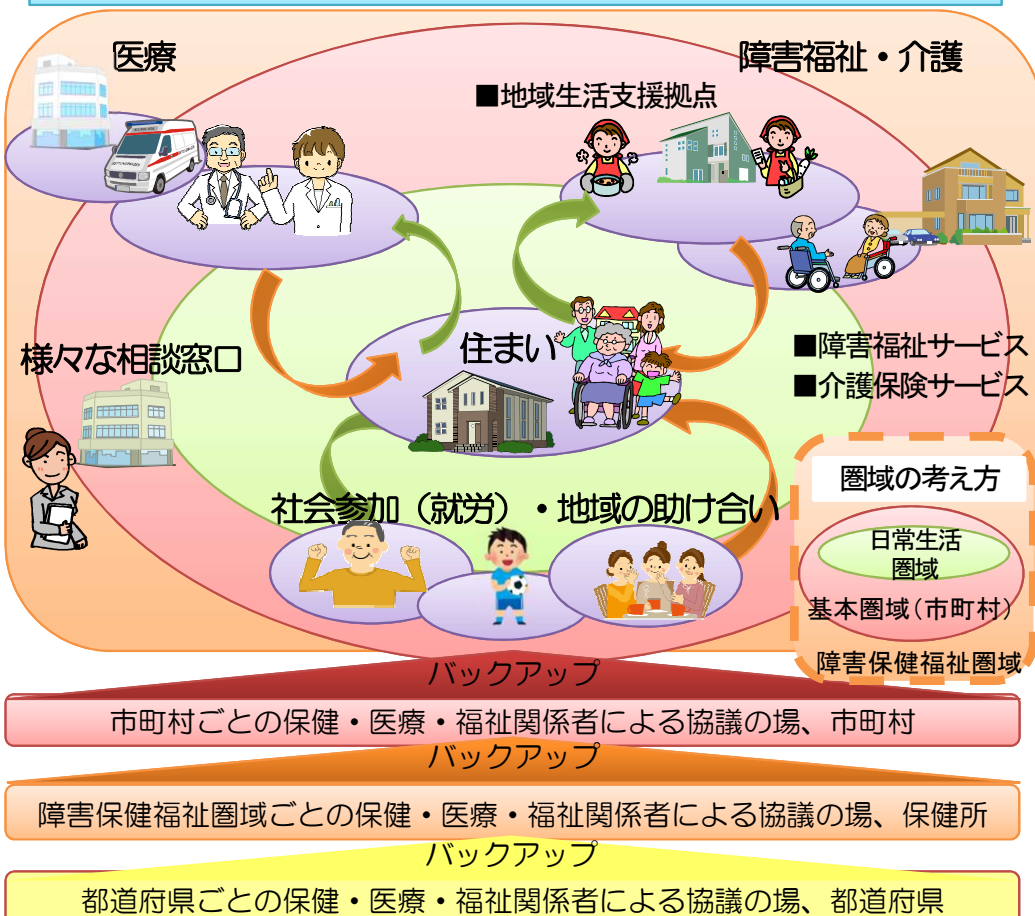 医療
障害福祉・介護
■地域生活支援拠点
住まい
様々な相談窓口
■障害福祉サービス
■介護保険サービス
社会参加（就労）・地域の助け合い
圏域の考え方
日常生活
圏域
基本圏域（市町村）
障害保健福祉圏域
バックアップ
市町村ごとの保健・医療・福祉関係者による協議の場、市町村
バックアップ
障害保健福祉圏域ごとの保健・医療・福祉関係者による協議の場、保健所
バックアップ
都道府県ごとの保健・医療・福祉関係者による協議の場、都道府県